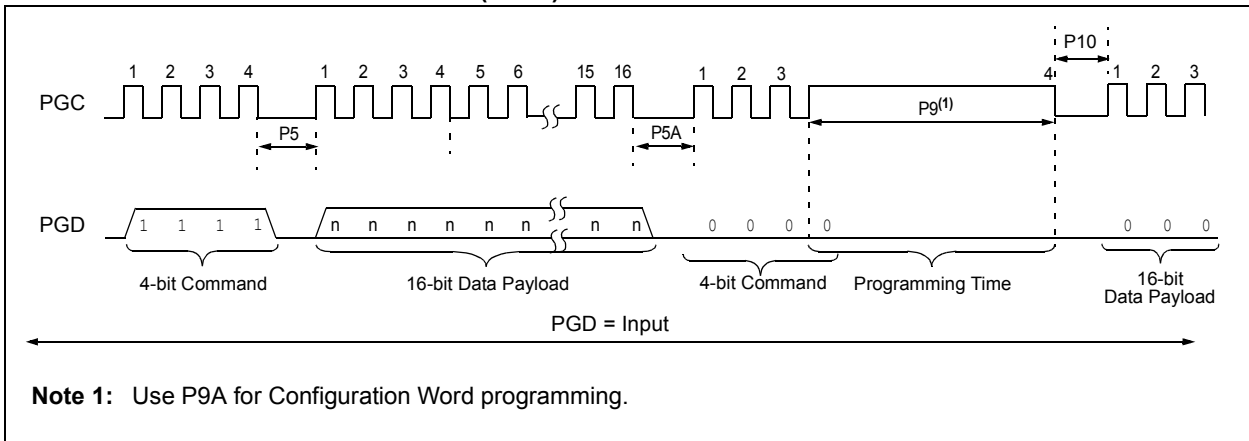 P10
1 2 3 4 1 2 3 4 5 6 15 16 1 2 3 4 1 2 3
PGC
P9(1)
P5 P5A
PGD 1 1 1 1 n n n n n n n n 0 0 0 0 0 0 0
4-bit Command 16-bit Data Payload 4-bit Command Programming Time 16-bit
Data Payload
PGD = Input
Note 1: Use P9A for Configuration Word programming.